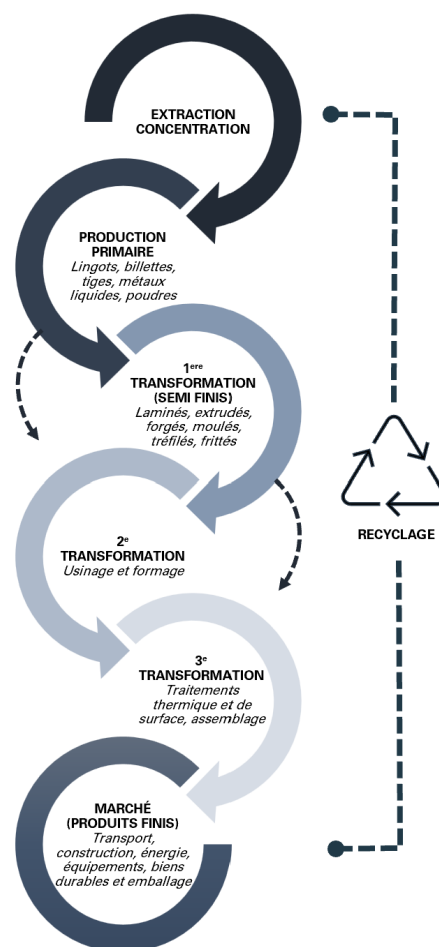 EXTRACTION
CONCENTRATION
PRODUCTION
PRIMAIRE
Lingots, billettes,
tiges, métaux
liquides, poudres
1ere
TRANSFORMATION
(SEMI FINIS)
Laminés, extrudés,
forgés, moulés,
tréfilés, frittés
2e
TRANSFORMATION
Usinage et formage
3e
TRANSFORMATION
Traitements
thermique et de
surface, assemblage
MARCHÉ
(PRODUITS FINIS)
Transport,
construction, énergie,
équipements, biens
durables et emballage
RECYCLAGE